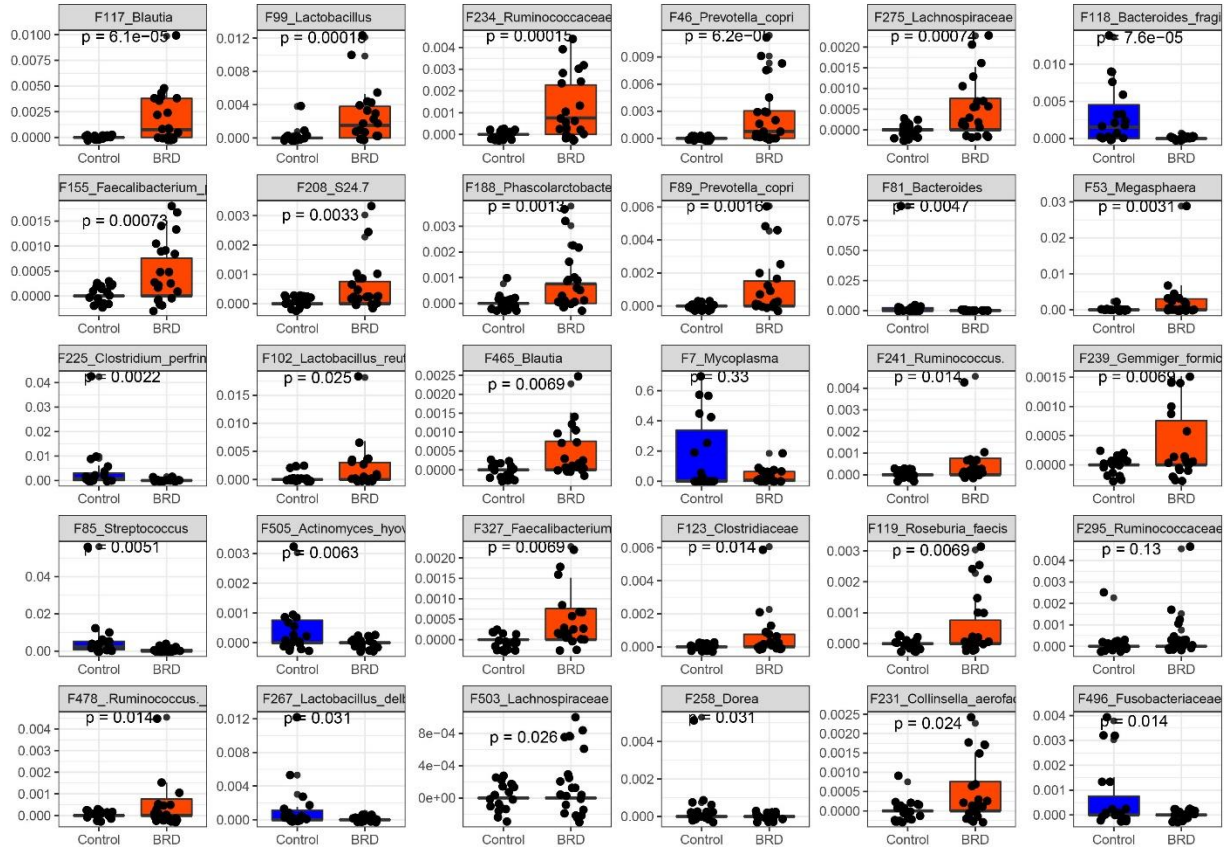 F117_Blautia
F99_Lactobacillus
F234_Ruminococcaceae
F46_Prevotella_copri
F275_Lachnospiraceae
F118_Bacteroides_fragi
0.0100
0.0075
0.0050
0.0025
0.0000
p = 6.1e-05
Control BRD
0.012
0.008
0.004
0.000
p = 0.00018
Control BRD
0.004
0.003
0.002
0.001
0.000
p = 0.00015
Control BRD
0.009
0.006
0.003
0.000
p = 6.2e-0
Control BRD
0.0020
0.0015
0.0010
0.0005
0.0000
p = 0.00074
Control BRD
0.010
0.005
0.000
p = 7.6e-05
Control BRD
F155_Faecalibacterium_
F208_S24.7
F188_Phascolarctobacte
F89_Prevotella_copri
F81_Bacteroides
F53_Megasphaera
0.0015
0.0010
0.0005
0.0000
p = 0.00073
Control BRD
0.003
0.002
0.001
0.000
p = 0.0033
Control BRD
0.003
0.002
0.001
0.000
p = 0.0013
Control BRD
0.006
0.004
0.002
0.000
p = 0.0016
Control BRD
0.075
0.050
0.025
0.000
p = 0.0047
Control BRD
0.03
0.02
0.01
0.00
p = 0.0031
Control BRD
F225_Clostridium_perfrin
F102_Lactobacillus_reut
F465_Blautia
F7_Mycoplasma
F241_Ruminococcus.
F239_Gemmiger_formic
0.04
0.03
0.02
0.01
0.00
p = 0.0022
Control BRD
0.015
0.010
0.005
0.000
p = 0.025
Control BRD
0.0025
0.0020
0.0015
0.0010
0.0005
0.0000
p = 0.0069
Control BRD
0.6
0.4
0.2
0.0
p = 0.33
Control BRD
0.004
0.003
0.002
0.001
0.000
p = 0.014
Control BRD
0.0015
0.0010
0.0005
0.0000
p = 0.0069
Control BRD
F85_Streptococcus
F505_Actinomyces_hyov
F327_Faecalibacterium
F123_Clostridiaceae
F119_Roseburia_faecis
F295_Ruminococcaceae
0.04
0.02
0.00
p = 0.0051
Control BRD
0.003
0.002
0.001
0.000
p = 0.0063
Control BRD
0.0020
0.0015
0.0010
0.0005
0.0000
p = 0.0069
Control BRD
0.006
0.004
0.002
0.000
p = 0.014
Control BRD
0.003
0.002
0.001
0.000
p = 0.0069
Control BRD
0.004
0.003
0.002
0.001
0.000
p = 0.13
Control BRD
F478_.Ruminococcus._
F267_Lactobacillus_delb
F503_Lachnospiraceae
F258_Dorea
F231_Collinsella_aerofac
F496_Fusobacteriaceae
0.004
0.003
0.002
0.001
0.000
p = 0.014
Control BRD
0.012
0.008
0.004
0.000
p = 0.031
Control BRD
8e-04
4e-04
0e+00
p = 0.026
Control BRD
0.004
0.002
0.000
p = 0.031
Control BRD
0.0025
0.0020
0.0015
0.0010
0.0005
0.0000
p = 0.024
Control BRD
0.004
0.003
0.002
0.001
0.000
p = 0.014
Control BRD